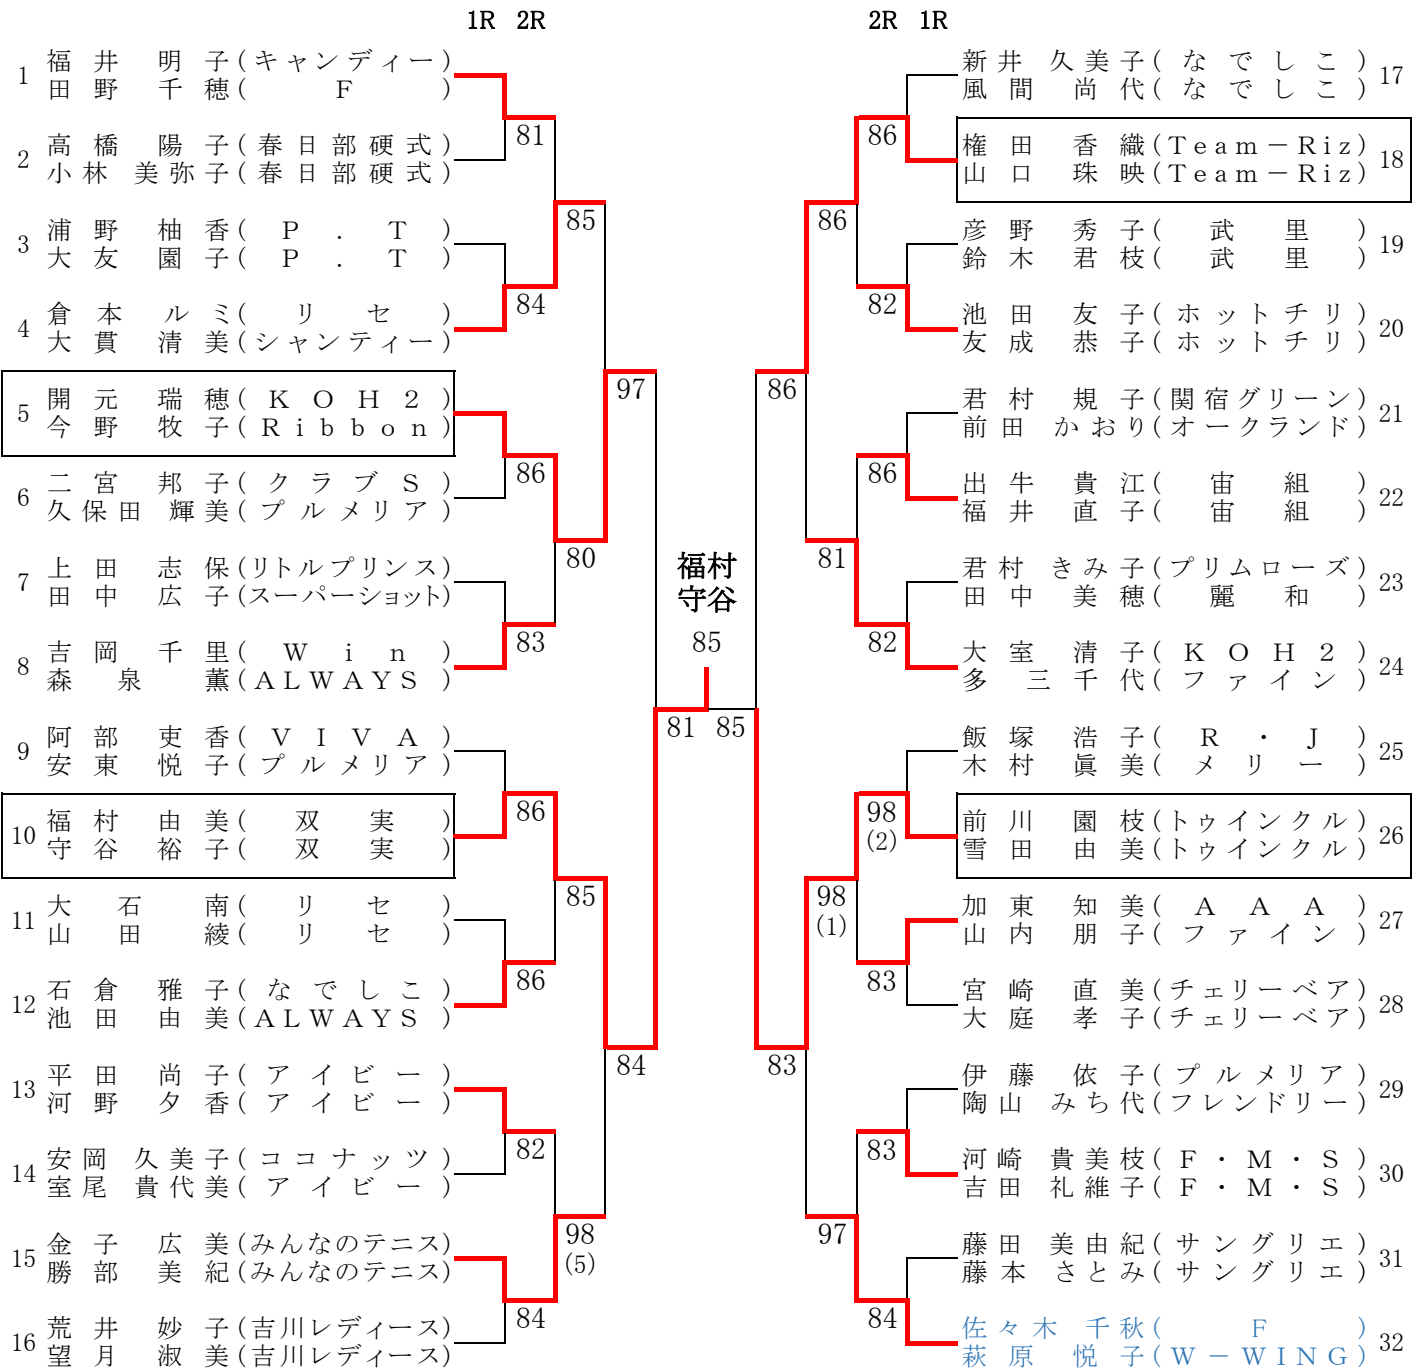 1R 2R
2R 1R
1 福井 明子(キャンディー)
田野 千穂(F)
81
2 高橋 陽子(春日部硬式)
小林 美弥子(春日部硬式)
85
3 浦野 柚香(P.T)
大友 園子(P.T)
84
4 倉本 ルミ(リセ)
大貫 清美(シャンティー)
97
5 開元 瑞穂(KOH2)
今野 牧子(Ribbon)
86
6 二宮 邦子(クラブS)
久保田 輝美(プルメリア)
80
7 上田 志保(リトルプリンス)
田中 広子(スーパーショット)
83
8 吉岡 千里(Win)
森泉 薫(ALWAYS)
81
9 阿部 吏香(VIVA)
安東 悦子(プルメリア)
86
10 福村 由美(双実)
守谷 裕子(双実)
85
11 大石 南(リセ)
山田 綾(リセ)
86
12 石倉 雅子(なでしこ)
池田 由美(ALWAYS)
84
13 平田 尚子(アイビー)
河野 夕香(アイビー)
82
14 安岡 久美子(ココナッツ)
室尾 貴代美(アイビー)
98
(5)
15 金子 広美(みんなのテニス)
勝部 美紀(みんなのテニス)
84
16 荒井 妙子(吉川レディース)
望月 淑美(吉川レディース)
福村
守谷
85
新井 久美子(なでしこ) 17
風間 尚代(なでしこ)
86
権田 香織(Team-Riz) 18
山口 珠映(Team-Riz)
86
彦野 秀子(武里) 19
鈴木 君枝(武里)
82
池田 友子(ホットチリ) 20
友成 恭子(ホットチリ)
86
君村 規子(関宿グリーン) 21
前田 かおり(オークランド)
86
出牛 貴江(宙組) 22
福井 直子(宙組)
81
君村 きみ子(プリムローズ) 23
田中 美穂(麗和)
82
大室 清子(KOH2) 24
多 三千代(ファイン)
85
飯塚 浩子(R・J) 25
木村 眞美(メリー)
98
(2)
前川 園枝(トゥインクル) 26
雪田 由美(トゥインクル)
98
(1)
加東 知美(AAA) 27
山内 朋子(ファイン)
83
宮崎 直美(チェリーベア) 28
大庭 孝子(チェリーベア)
83
伊藤 依子(プルメリア) 29
陶山 みち代(フレンドリー)
83
河崎 貴美枝(F・M・S) 30
吉田 礼維子(F・M・S)
97
藤田 美由紀(サングリエ) 31
藤本 さとみ(サングリエ)
84
佐々木 千秋(F) 32
萩原 悦子(W-WING)